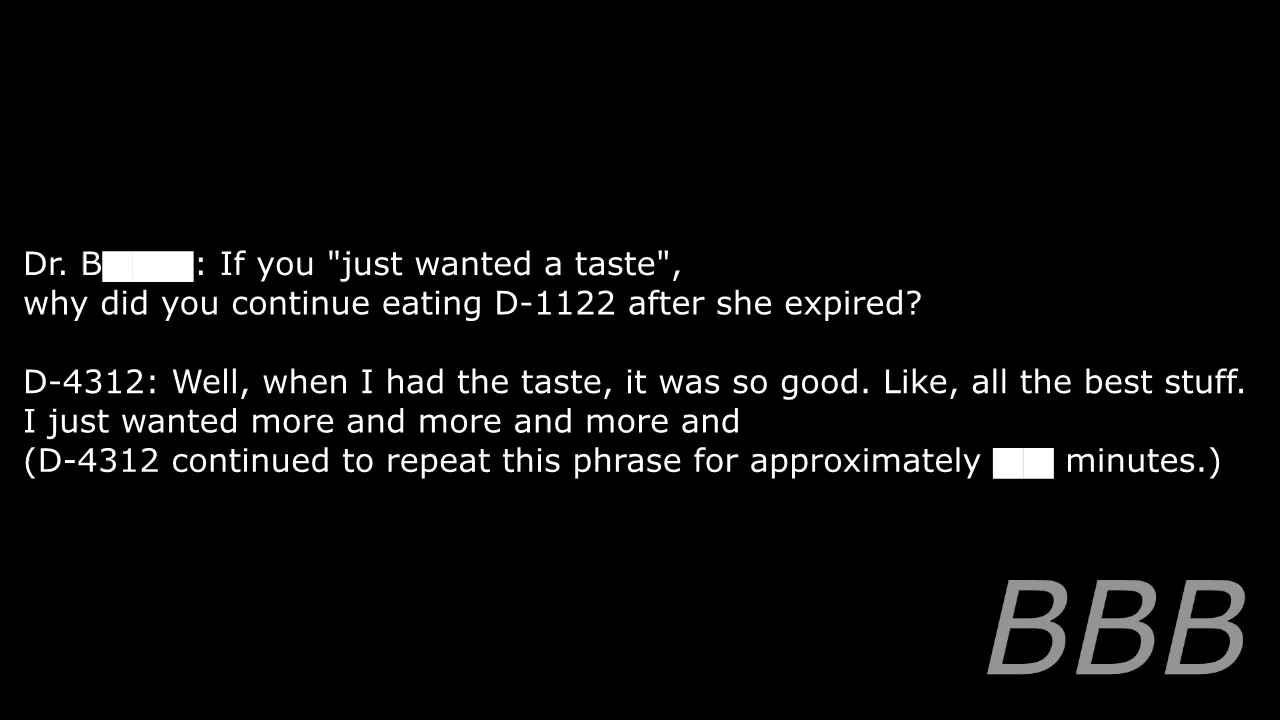 Dr. B███: If you "just wanted a taste",
why did you continue eating D-1122 after she expired?
D-4312: Well, when I had the taste, it was so good. Like, all the best stuff.
I just wanted more and more and more and
(D-4312 continued to repeat this phrase for approximately ██ minutes.)
BBB